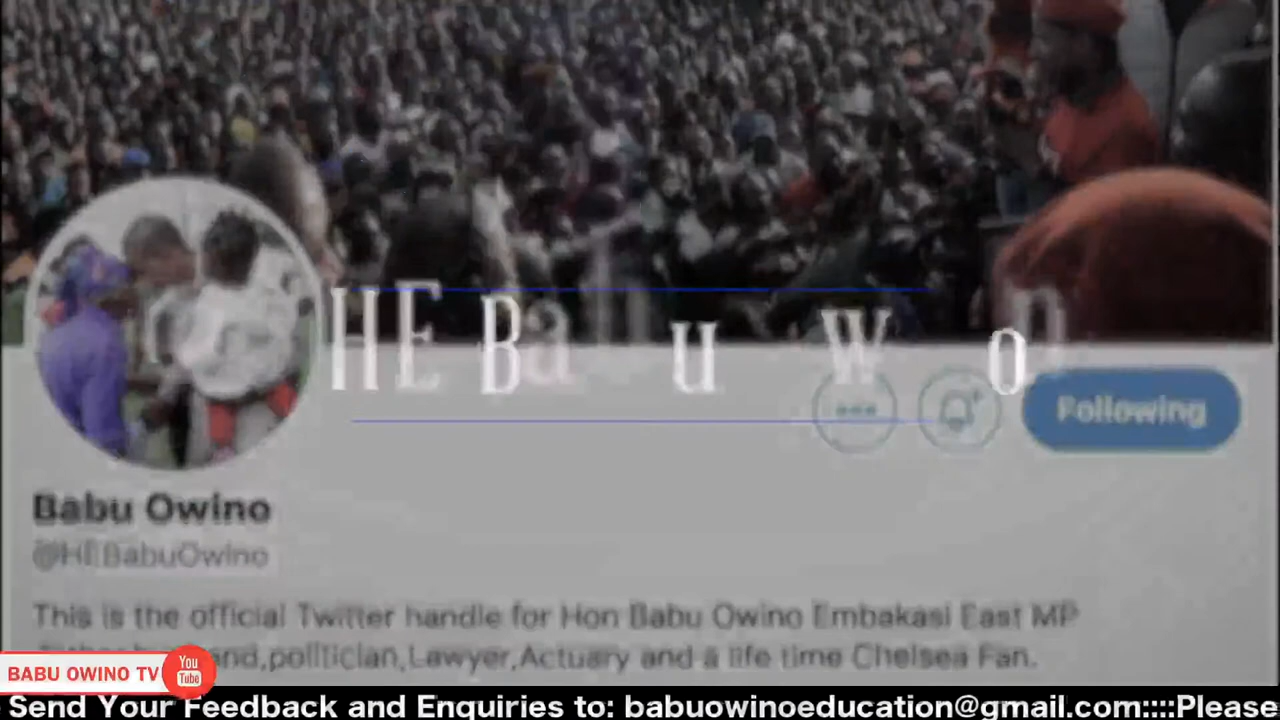 HE Ba u w o
Following
Babu Owino
@HEBabuOwino
This is the official Twitter handle for Hon Babu Owino Embakasi East MP
and,politician,Lawyer,Actuary and a life time Chelsea Fan.
BABU OWINO TV
You
Tube
Send Your Feedback and Enquiries to: babuowinoeducation@gmail.com::::Please